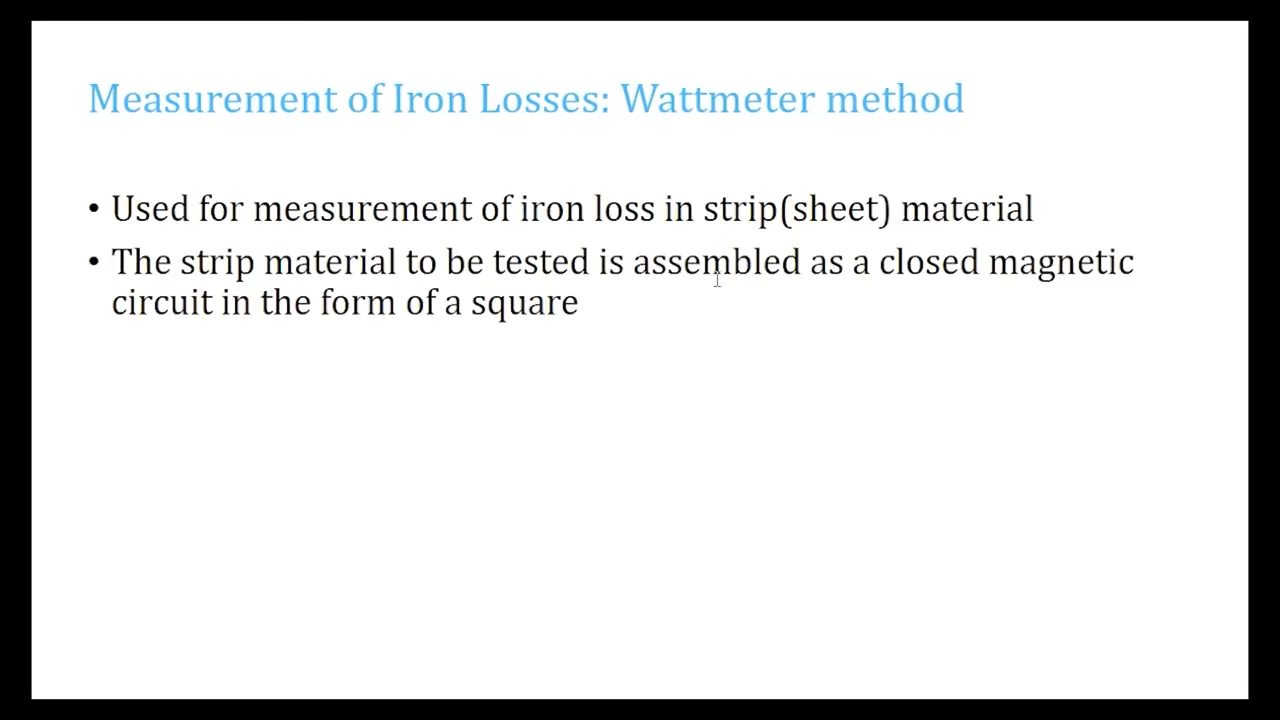 Measurement of Iron Losses: Wattmeter method
• Used for measurement of iron loss in strip(sheet) material
• The strip material to be tested is assembled as a closed magnetic
circuit in the form of a square